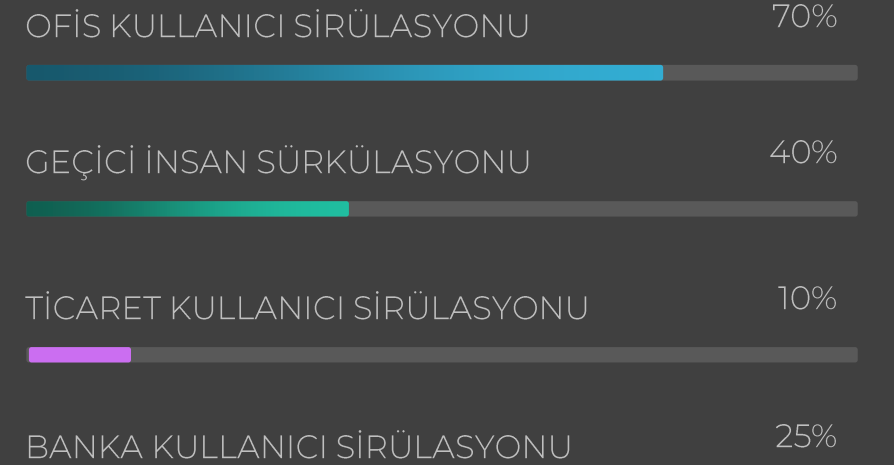 OFİS KULLANICI SİRÜLASYONU 70%
GEÇİCİ İNSAN SÜRKÜLASYONU 40%
TİCARET KULLANICI SİRÜLASYONU 10%
BANKA KULLANICI SİRÜLASYONU 25%